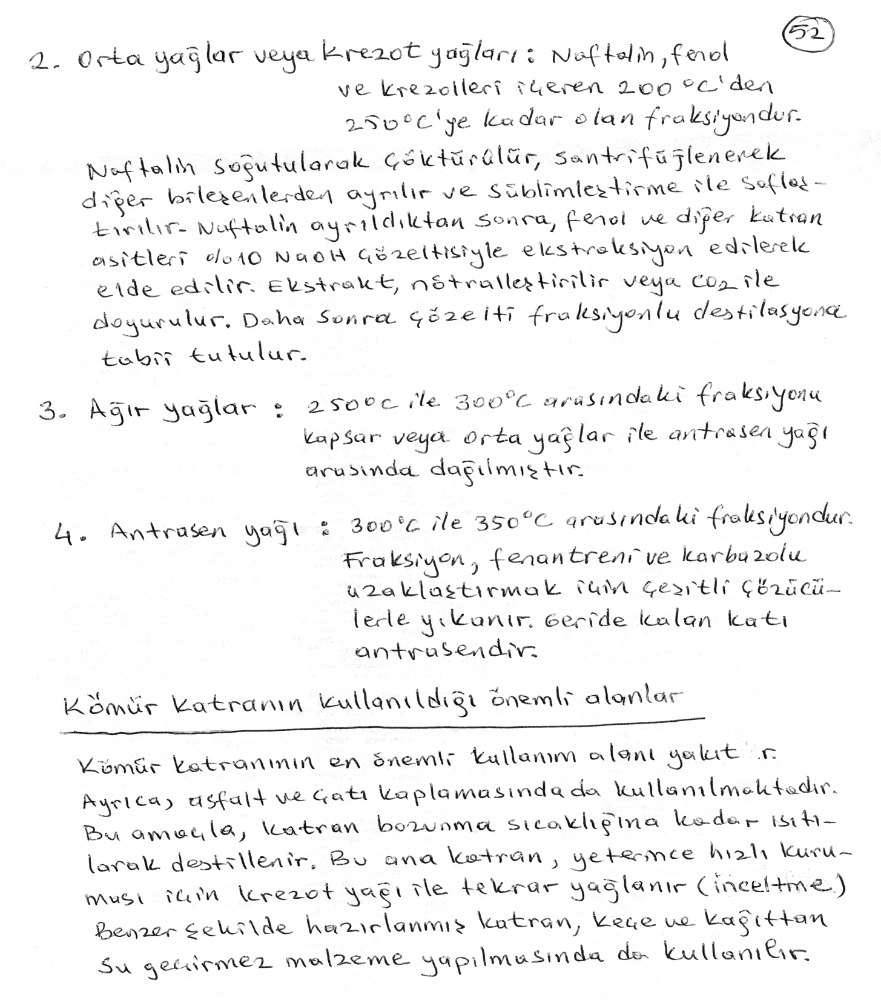 52
2. Orta yağlar veya krezot yağları : Naftalin, fenol
ve krezolleri içeren 200 °C'den
250°C'ye kadar olan fraksiyondur.
Naftalin soğutularak çöktürülür, santrifüjlenerek
diğer bileşenlerden ayrılır ve süblimleştirme ile saflaş-
tırılır. Naftalin ayrıldıktan sonra, fenol ve diğer katran
asitleri %10 NaOH çözeltisiyle ekstraksiyon edilerek
elde edilir. Ekstrakt, nötralleştirilir veya CO2 ile
doyurulur. Daha sonra çözelti fraksiyonlu destilasyona
tabii tutulur.
3. Ağır yağlar : 250°C ile 300°C arasındaki fraksiyonu
kapsar veya orta yağlar ile antrasen yağı
arasında dağılmıştır.
4. Antrasen yağı : 300°C ile 350°C arasındaki fraksiyondur.
Fraksiyon, fenantreni ve karbazolu
uzaklaştırmak için çeşitli çözücü-
lerle yıkanır. Geride kalan katı
antrasendir.
Kömür Katranın kullanıldığı önemli alanlar
Kömür katranının en önemli kullanım alanı yakıt r.
Ayrıca, asfalt ve çatı kaplamasında da kullanılmaktadır.
Bu amaçla, katran bozunma sıcaklığına kadar ısıtı-
larak destillenir. Bu ana katran, yeterince hızlı kuru-
ması için krezot yağı ile tekrar yağlanır (inceltme)
Benzer şekilde hazırlanmış katran, keçe ve kağıttan
su geçirmez malzeme yapılmasında da kullanılır.